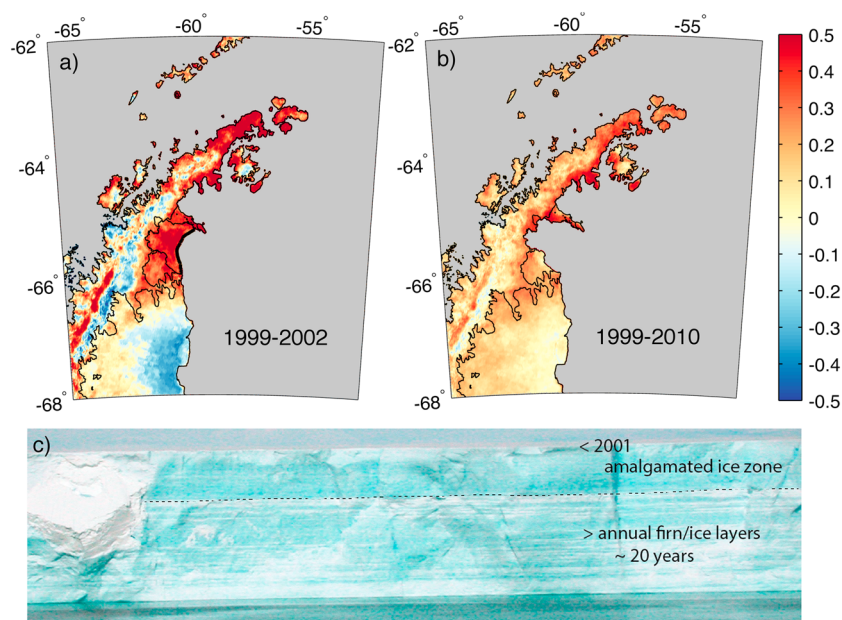 -65° -60° -55°
-62°
-64°
-66°
-68°
a)
1999-2002
-65° -60° -55°
-62°
-64°
-66°
-68°
b)
1999-2010
0.5
0.4
0.3
0.2
0.1
0
-0.1
-0.2
-0.3
-0.4
-0.5
c)
< 2001
amalgamated ice zone
> annual firn/ice layers
~ 20 years